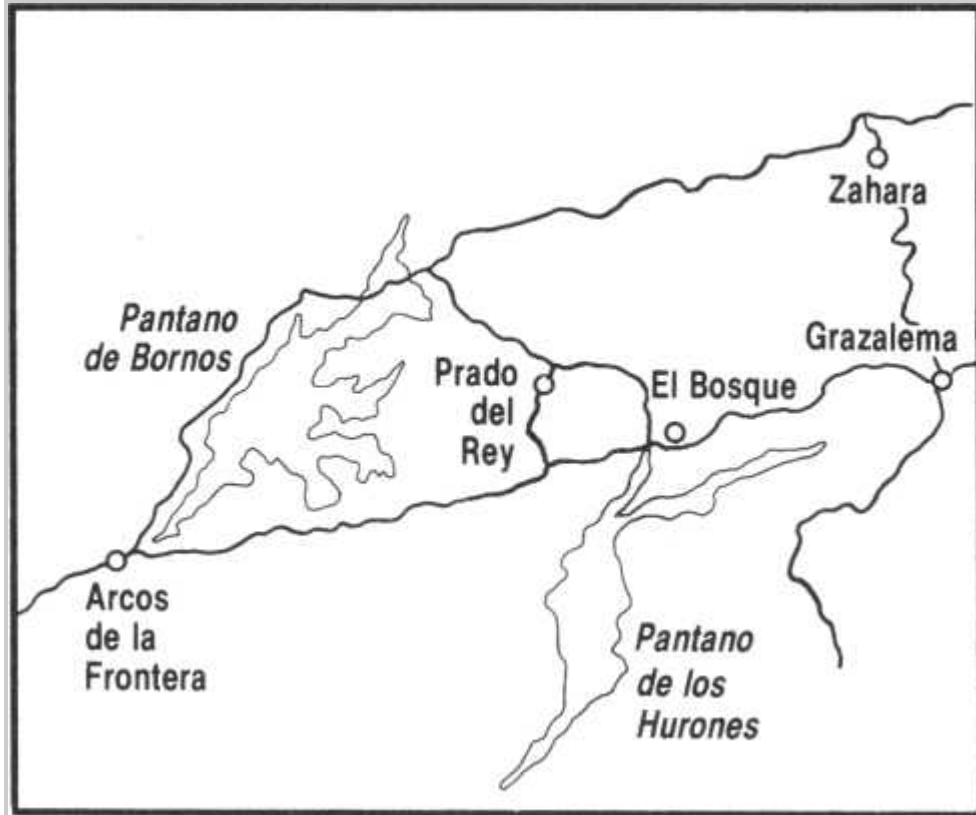 Zahara
Grazalema
Pantano
de Bornos
Prado
del
Rey
El Bosque
Arcos
de la
Frontera
Pantano
de los
Hurones